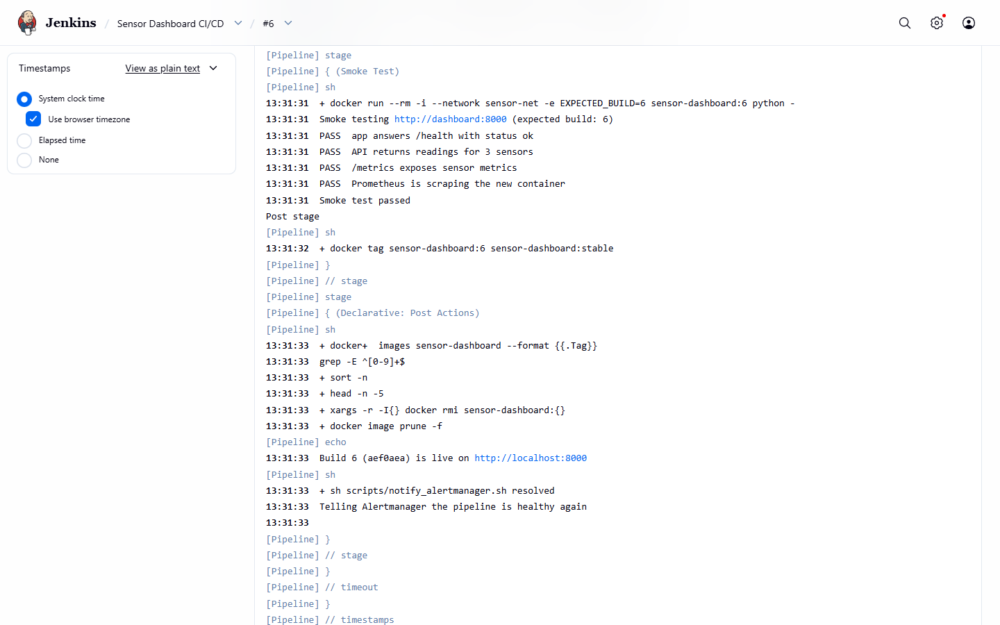 Jenkins / Sensor Dashboard CI/CD / #6
Timestamps View as plain text
System clock time
Use browser timezone
Elapsed time
None
[Pipeline] stage
[Pipeline] { (Smoke Test)
[Pipeline] sh
13:31:31 + docker run --rm -i --network sensor-net -e EXPECTED_BUILD=6 sensor-dashboard:6 python -
13:31:31 Smoke testing http://dashboard:8000 (expected build: 6)
13:31:31 PASS app answers /health with status ok
13:31:31 PASS API returns readings for 3 sensors
13:31:31 PASS /metrics exposes sensor metrics
13:31:31 PASS Prometheus is scraping the new container
13:31:31 Smoke test passed
Post stage
[Pipeline] sh
13:31:32 + docker tag sensor-dashboard:6 sensor-dashboard:stable
[Pipeline] }
[Pipeline] // stage
[Pipeline] stage
[Pipeline] { (Declarative: Post Actions)
[Pipeline] sh
13:31:33 + docker+  images sensor-dashboard --format {{.Tag}}
13:31:33 grep -E ^[0-9]+$
13:31:33 + sort -n
13:31:33 + head -n -5
13:31:33 + xargs -r -I{} docker rmi sensor-dashboard:{}
13:31:33 + docker image prune -f
[Pipeline] echo
13:31:33 Build 6 (aef0aea) is live on http://localhost:8000
[Pipeline] sh
13:31:33 + sh scripts/notify_alertmanager.sh resolved
13:31:33 Telling Alertmanager the pipeline is healthy again
13:31:33
[Pipeline] }
[Pipeline] // stage
[Pipeline] }
[Pipeline] // timeout
[Pipeline] }
[Pipeline] // timestamps